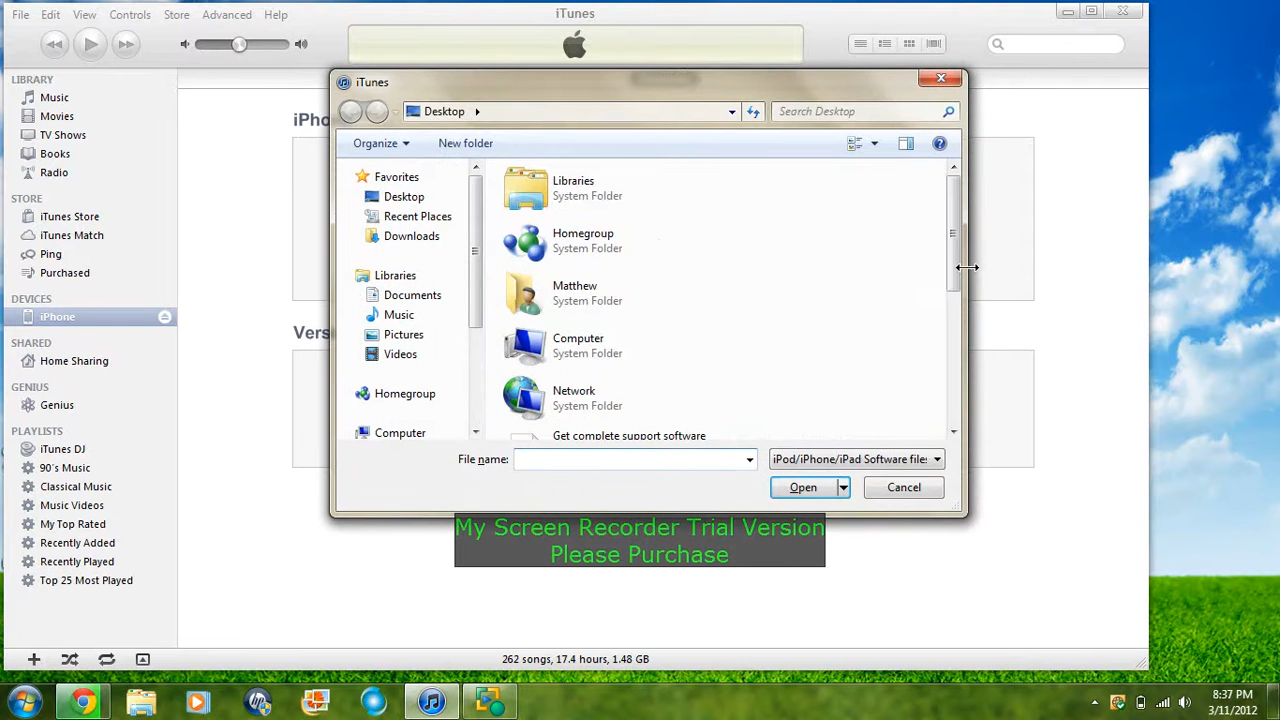 File Edit View Controls Store Advanced Help
iTunes
LIBRARY
Music
Movies
TV Shows
Books
Radio
STORE
iTunes Store
iTunes Match
Ping
Purchased
DEVICES
iPhone
SHARED
Home Sharing
GENIUS
Genius
PLAYLISTS
iTunes DJ
90's Music
Classical Music
Music Videos
My Top Rated
Recently Added
Recently Played
Top 25 Most Played
iTunes
Desktop
Search Desktop
Organize
New folder
Favorites
Desktop
Recent Places
Downloads
Libraries
Documents
Music
Pictures
Videos
Homegroup
Computer
Libraries
System Folder
Homegroup
System Folder
Matthew
System Folder
Computer
System Folder
Network
System Folder
Get complete support software
File name:
iPod/iPhone/iPad Software files
Open
Cancel
My Screen Recorder Trial Version
Please Purchase
262 songs, 17.4 hours, 1.48 GB
8:37 PM
3/11/2012